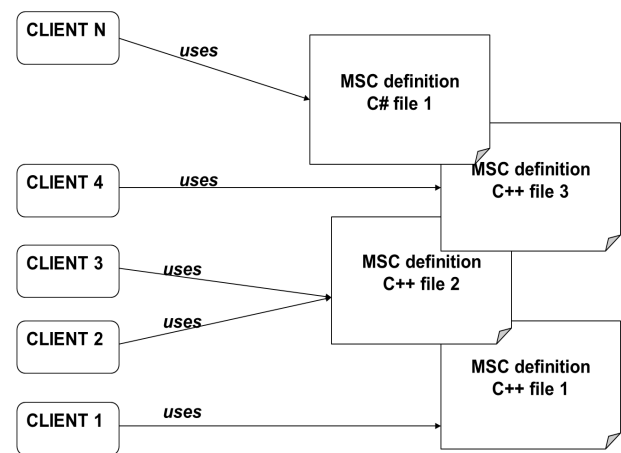 CLIENT N
uses
MSC definition
C# file 1
CLIENT 4
uses
MSC definition
C++ file 3
CLIENT 3
uses
MSC definition
C++ file 2
uses
CLIENT 2
MSC definition
C++ file 1
CLIENT 1
uses